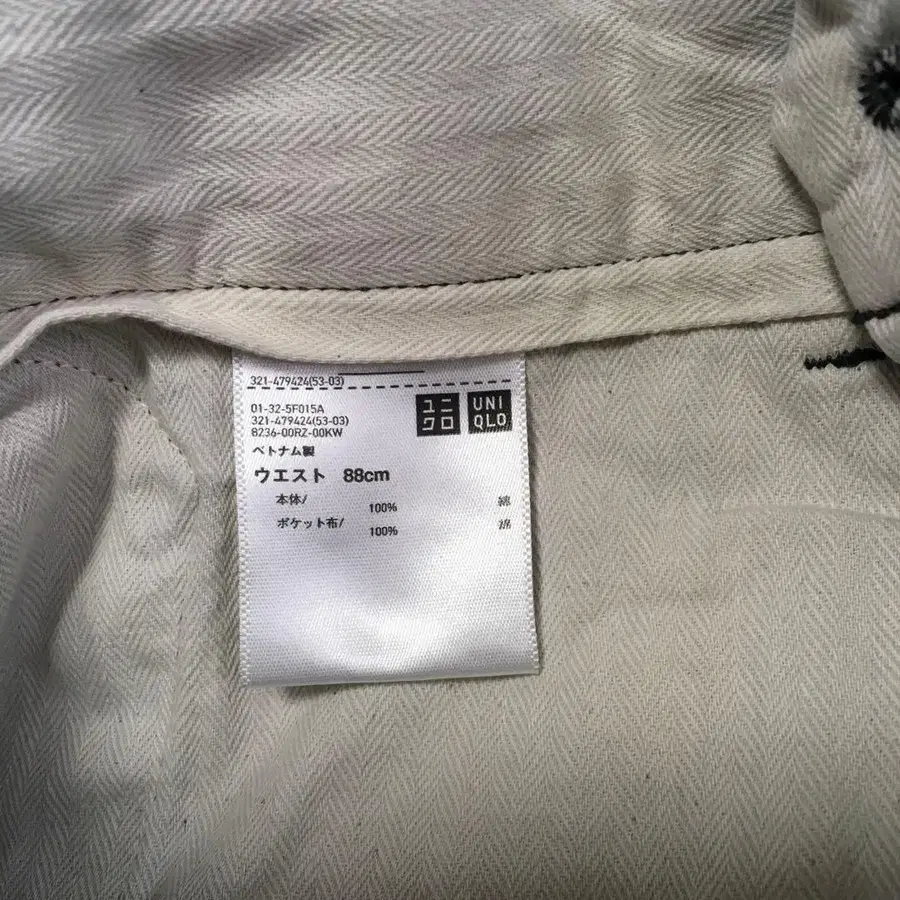 321-479424(53-03)
01-32-5F015A
321-479424(53-03)
8236-00RZ-00KW
ユニ
クロ
UNI
QLO
ベトナム製
ウエスト 88cm
本体/
100% 綿
ポケット布/
100% 綿